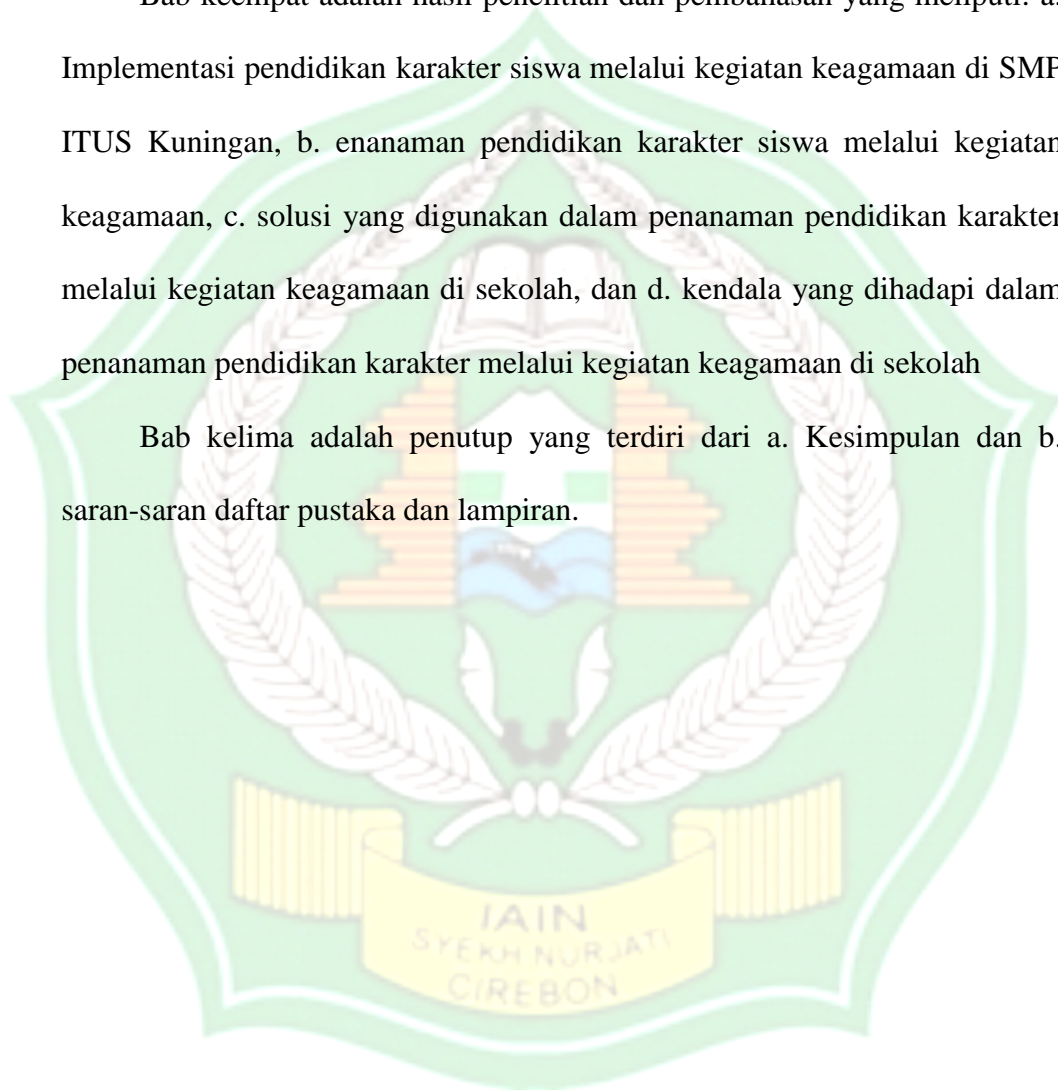 Bab keempat adalah hasil penelitian dan pembahasan yang meliputi: a.
Implementasi pendidikan karakter siswa melalui kegiatan keagamaan di SMP
ITUS Kuningan, b. enanaman pendidikan karakter siswa melalui kegiatan
keagamaan, c. solusi yang digunakan dalam penanaman pendidikan karakter
melalui kegiatan keagamaan di sekolah, dan d. kendala yang dihadapi dalam
penanaman pendidikan karakter melalui kegiatan keagamaan di sekolah
Bab kelima adalah penutup yang terdiri dari a. Kesimpulan dan b.
saran-saran daftar pustaka dan lampiran.
IAIN
SYEKH NURJATI
CIREBON